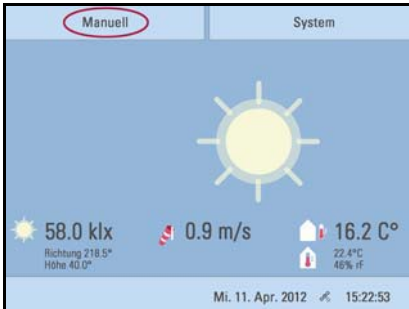 Manuell
System
58.0 klx
0.9 m/s
16.2 C°
Richtung 218.5°
Höhe 40.0°
22.4°C
46% rF
Mi. 11. Apr. 2012
15:22:53